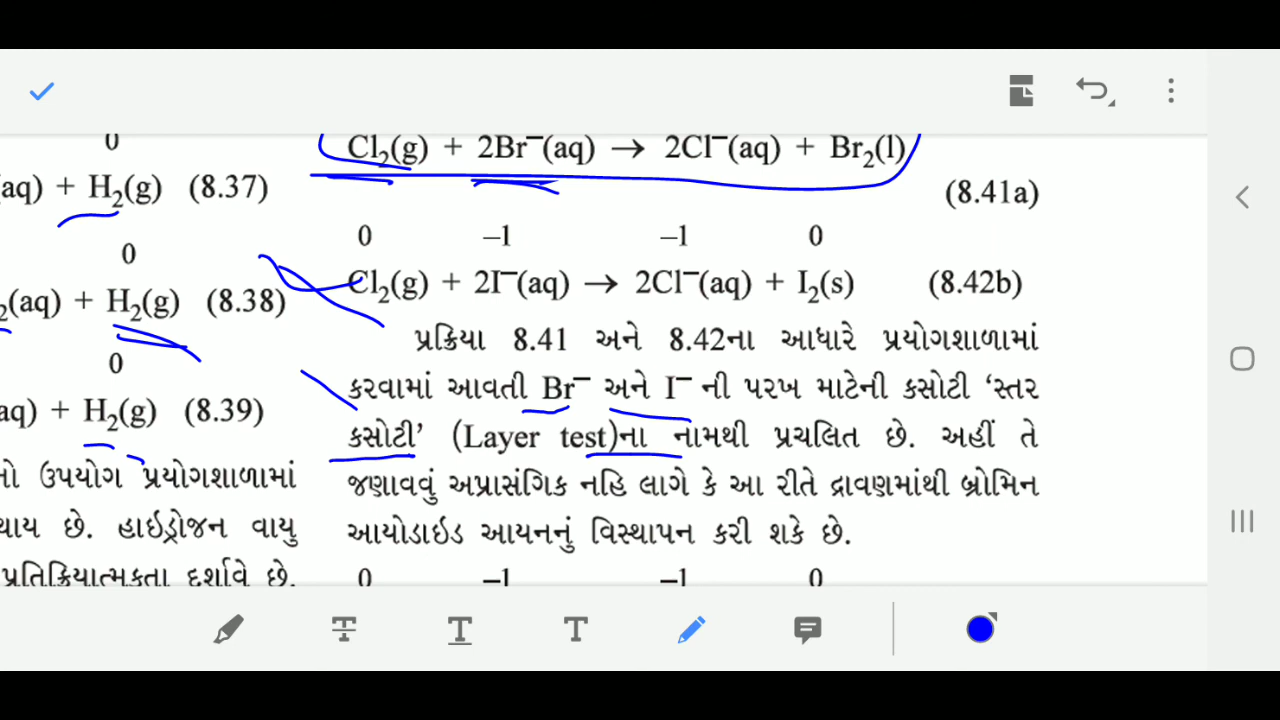 0
aq) + H₂(g) (8.37)
0
₂(aq) + H₂(g) (8.38)
0
aq) + H₂(g) (8.39)
નો ઉપયોગ પ્રયોગશાળામાં
થાય છે. હાઇડ્રોજન વાયુ
પ્રતિક્રિયાત્મકતા દર્શાવે છે.
Cl₂(g) + 2Br⁻(aq) → 2Cl⁻(aq) + Br₂(l)
(8.41a)
0 –1 –1 0
Cl₂(g) + 2I⁻(aq) → 2Cl⁻(aq) + I₂(s) (8.42b)
પ્રક્રિયા 8.41 અને 8.42ના આધારે પ્રયોગશાળામાં
કરવામાં આવતી Br⁻ અને I⁻ ની પરખ માટેની કસોટી ‘સ્તર
કસોટી’ (Layer test)ના નામથી પ્રચલિત છે. અહીં તે
જણાવવું અપ્રાસંગિક નહિ લાગે કે આ રીતે દ્રાવણમાંથી બ્રોમિન
આયોડાઇડ આયનનું વિસ્થાપન કરી શકે છે.
0 –1 –1 0